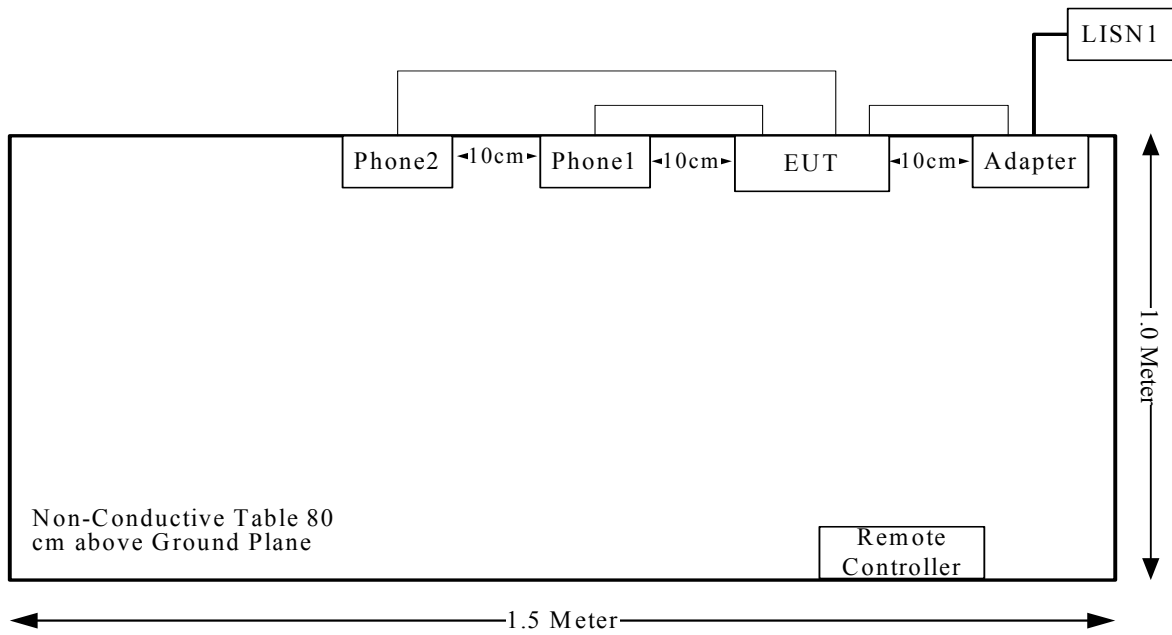 LISN1
Phone2
10cm
Phone1
10cm
EUT
10cm
Adapter
1.0 Meter
Non-Conductive Table 80
cm above Ground Plane
Remote
Controller
1.5 Meter